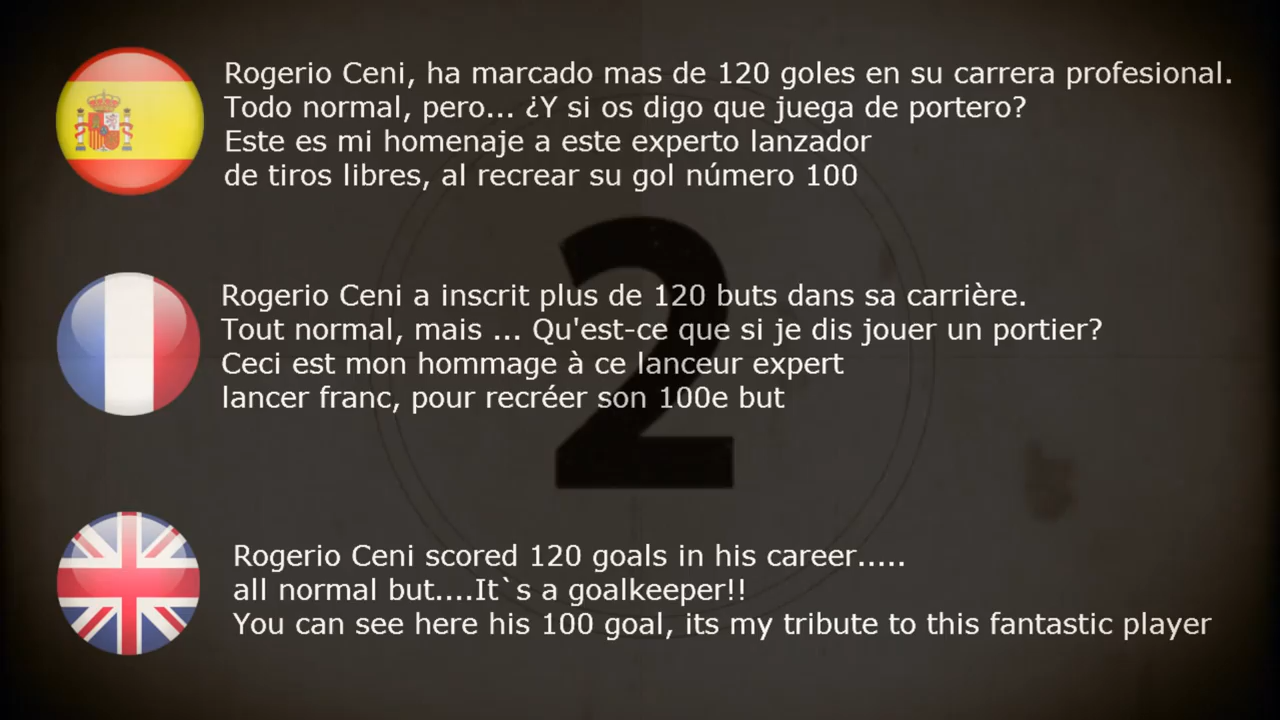 Rogerio Ceni, ha marcado mas de 120 goles en su carrera profesional.
Todo normal, pero... ¿Y si os digo que juega de portero?
Este es mi homenaje a este experto lanzador
de tiros libres, al recrear su gol número 100
Rogerio Ceni a inscrit plus de 120 buts dans sa carrière.
Tout normal, mais ... Qu'est-ce que si je dis jouer un portier?
Ceci est mon hommage à ce lanceur expert
lancer franc, pour recréer son 100e but
2
Rogerio Ceni scored 120 goals in his career.....
all normal but....It`s a goalkeeper!!
You can see here his 100 goal, its my tribute to this fantastic player